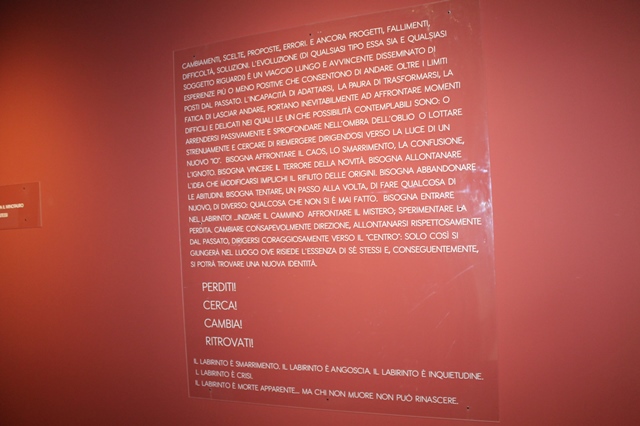 CAMBIAMENTI, SCELTE, PROPOSTE, ERRORI. E ANCORA PROGETTI, FALLIMENTI,
DIFFICOLTÀ, SOLUZIONI. L'EVOLUZIONE (DI QUALSIASI TIPO ESSA SIA E QUALSIASI
SOGGETTO RIGUARDI) È UN VIAGGIO LUNGO E AVVINCENTE DISSEMINATO DI
ESPERIENZE PIÙ O MENO POSITIVE CHE CONSENTONO DI ANDARE OLTRE I LIMITI
POSTI DAL PASSATO. L'INCAPACITÀ DI ADATTARSI, LA PAURA DI TRASFORMARSI, LA
FATICA DI LASCIAR ANDARE, PORTANO INEVITABILMENTE AD AFFRONTARE MOMENTI
DIFFICILI E DELICATI NEI QUALI LE UNICHE POSSIBILITÀ CONTEMPLABILI SONO: O
ARRENDERSI PASSIVAMENTE E SPROFONDARE NELL'OMBRA DELL'OBLIO O LOTTARE
STRENUAMENTE E CERCARE DI RIEMERGERE DIRIGENDOSI VERSO LA LUCE DI UN
NUOVO "IO". BISOGNA AFFRONTARE IL CAOS, LO SMARRIMENTO, LA CONFUSIONE,
L'IGNOTO. BISOGNA VINCERE IL TERRORE DELLA NOVITÀ. BISOGNA ALLONTANARE
L'IDEA CHE MODIFICARSI IMPLICHI IL RIFIUTO DELLE ORIGINI. BISOGNA ABBANDONARE
LE ABITUDINI. BISOGNA TENTARE, UN PASSO ALLA VOLTA, DI FARE QUALCOSA DI
NUOVO, DI DIVERSO: QUALCOSA CHE NON SI È MAI FATTO. BISOGNA ENTRARE
NEL LABIRINTO! INIZIARE IL CAMMINO AFFRONTARE IL MISTERO; SPERIMENTARE LA
PERDITA. CAMBIARE CONSAPEVOLMENTE DIREZIONE, ALLONTANARSI RISPETTOSAMENTE
DAL PASSATO, DIRIGERSI CORAGGIOSAMENTE VERSO IL "CENTRO": SOLO COSÌ SI
GIUNGERÀ NEL LUOGO OVE RISIEDE L'ESSENZA DI SÈ STESSI E, CONSEGUENTEMENTE,
SI POTRÀ TROVARE UNA NUOVA IDENTITÀ.
PERDITI!
CERCA!
CAMBIA!
RITROVATI!
IL LABIRINTO È SMARRIMENTO. IL LABIRINTO È ANGOSCIA. IL LABIRINTO È INQUIETUDINE.
IL LABIRINTO È CRISI.
IL LABIRINTO È MORTE APPARENTE... MA CHI NON MUORE NON PUÒ RINASCERE.